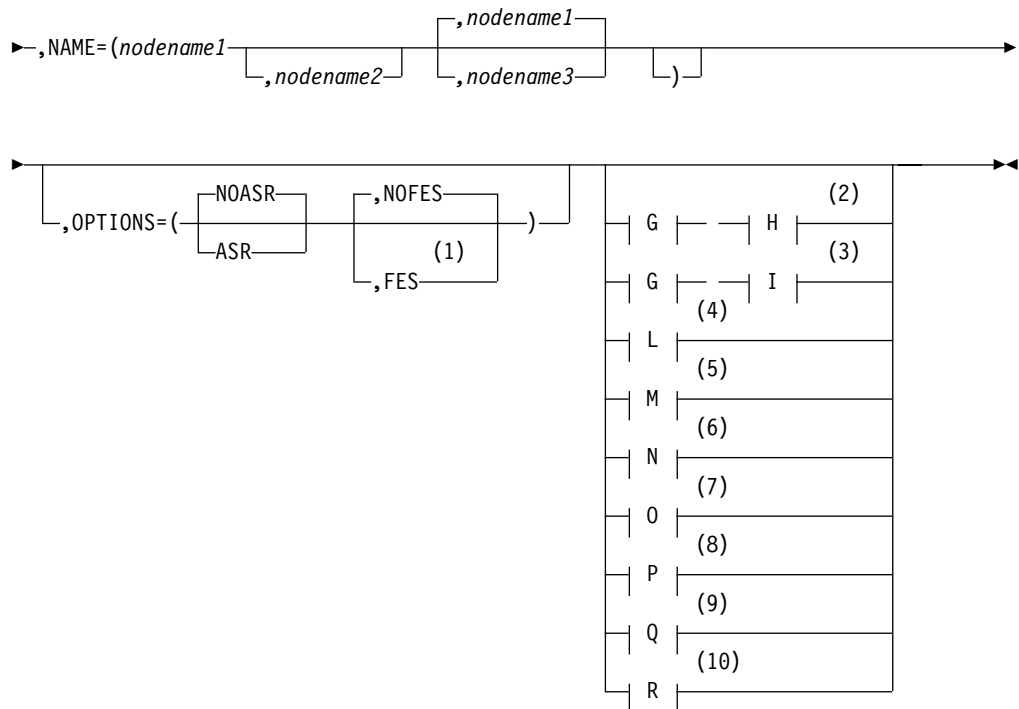 ,NAME=(nodename1 ,nodename1
,nodename2 ,nodename3 )
,OPTIONS=( NOASR ,NOFES )
ASR (1)
,FES
(2)
G H
(3)
G I
(4)
L
(5)
M
(6)
N
(7)
O
(8)
P
(9)
Q
(10)
R